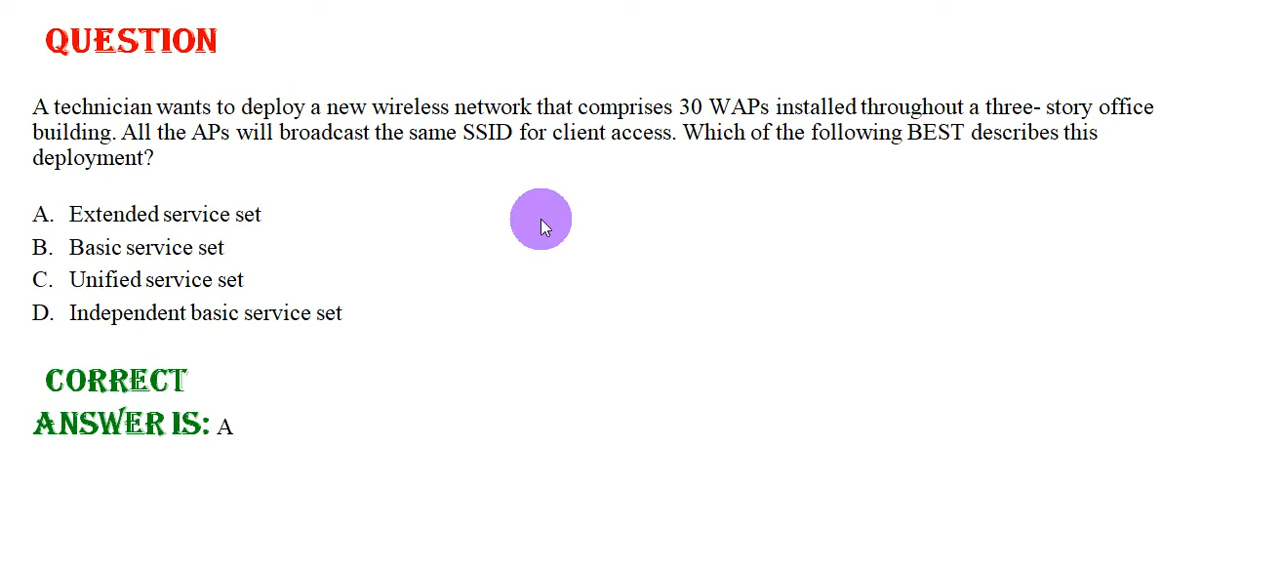 QUESTION
A technician wants to deploy a new wireless network that comprises 30 WAPs installed throughout a three- story office
building. All the APs will broadcast the same SSID for client access. Which of the following BEST describes this
deployment?
A. Extended service set
B. Basic service set
C. Unified service set
D. Independent basic service set
CORRECT
ANSWER IS: A